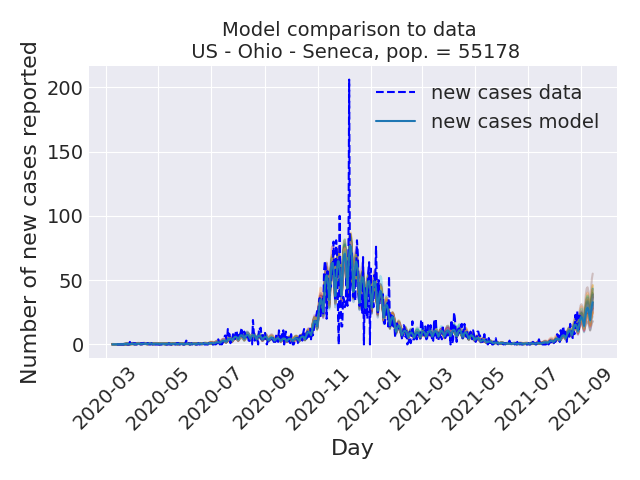 Model comparison to data
US - Ohio - Seneca, pop. = 55178
Number of new cases reported
200
150
100
50
0
new cases data
new cases model
2020-03
2020-05
2020-07
2020-09
2020-11
2021-01
2021-03
2021-05
2021-07
2021-09
Day